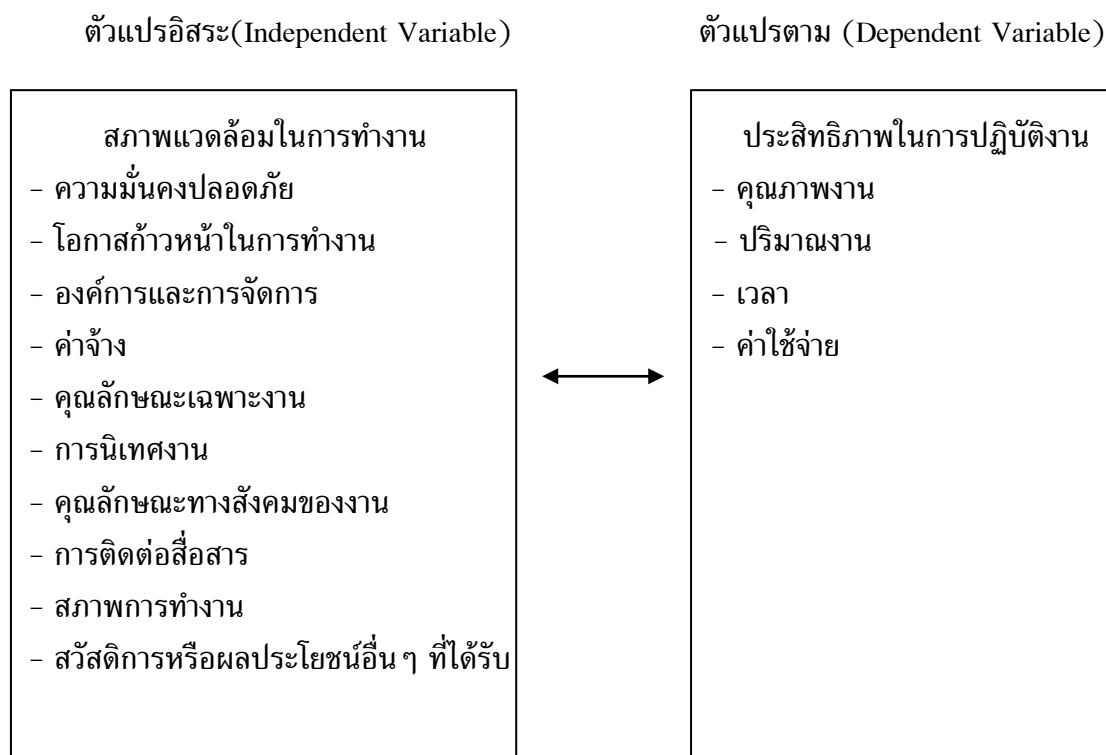 ตัวแปรอิสระ(Independent Variable)
ตัวแปรตาม (Dependent Variable)
สภาพแวดล้อมในการทำงาน
- ความมั่นคงปลอดภัย
- โอกาสก้าวหน้าในการทำงาน
- องค์การและการจัดการ
- ค่าจ้าง
- คุณลักษณะเฉพาะงาน
- การนิเทศงาน
- คุณลักษณะทางสังคมของงาน
- การติดต่อสื่อสาร
- สภาพการทำงาน
- สวัสดิการหรือผลประโยชน์อื่น ๆ ที่ได้รับ
ประสิทธิภาพในการปฏิบัติงาน
- คุณภาพงาน
- ปริมาณงาน
- เวลา
- ค่าใช้จ่าย